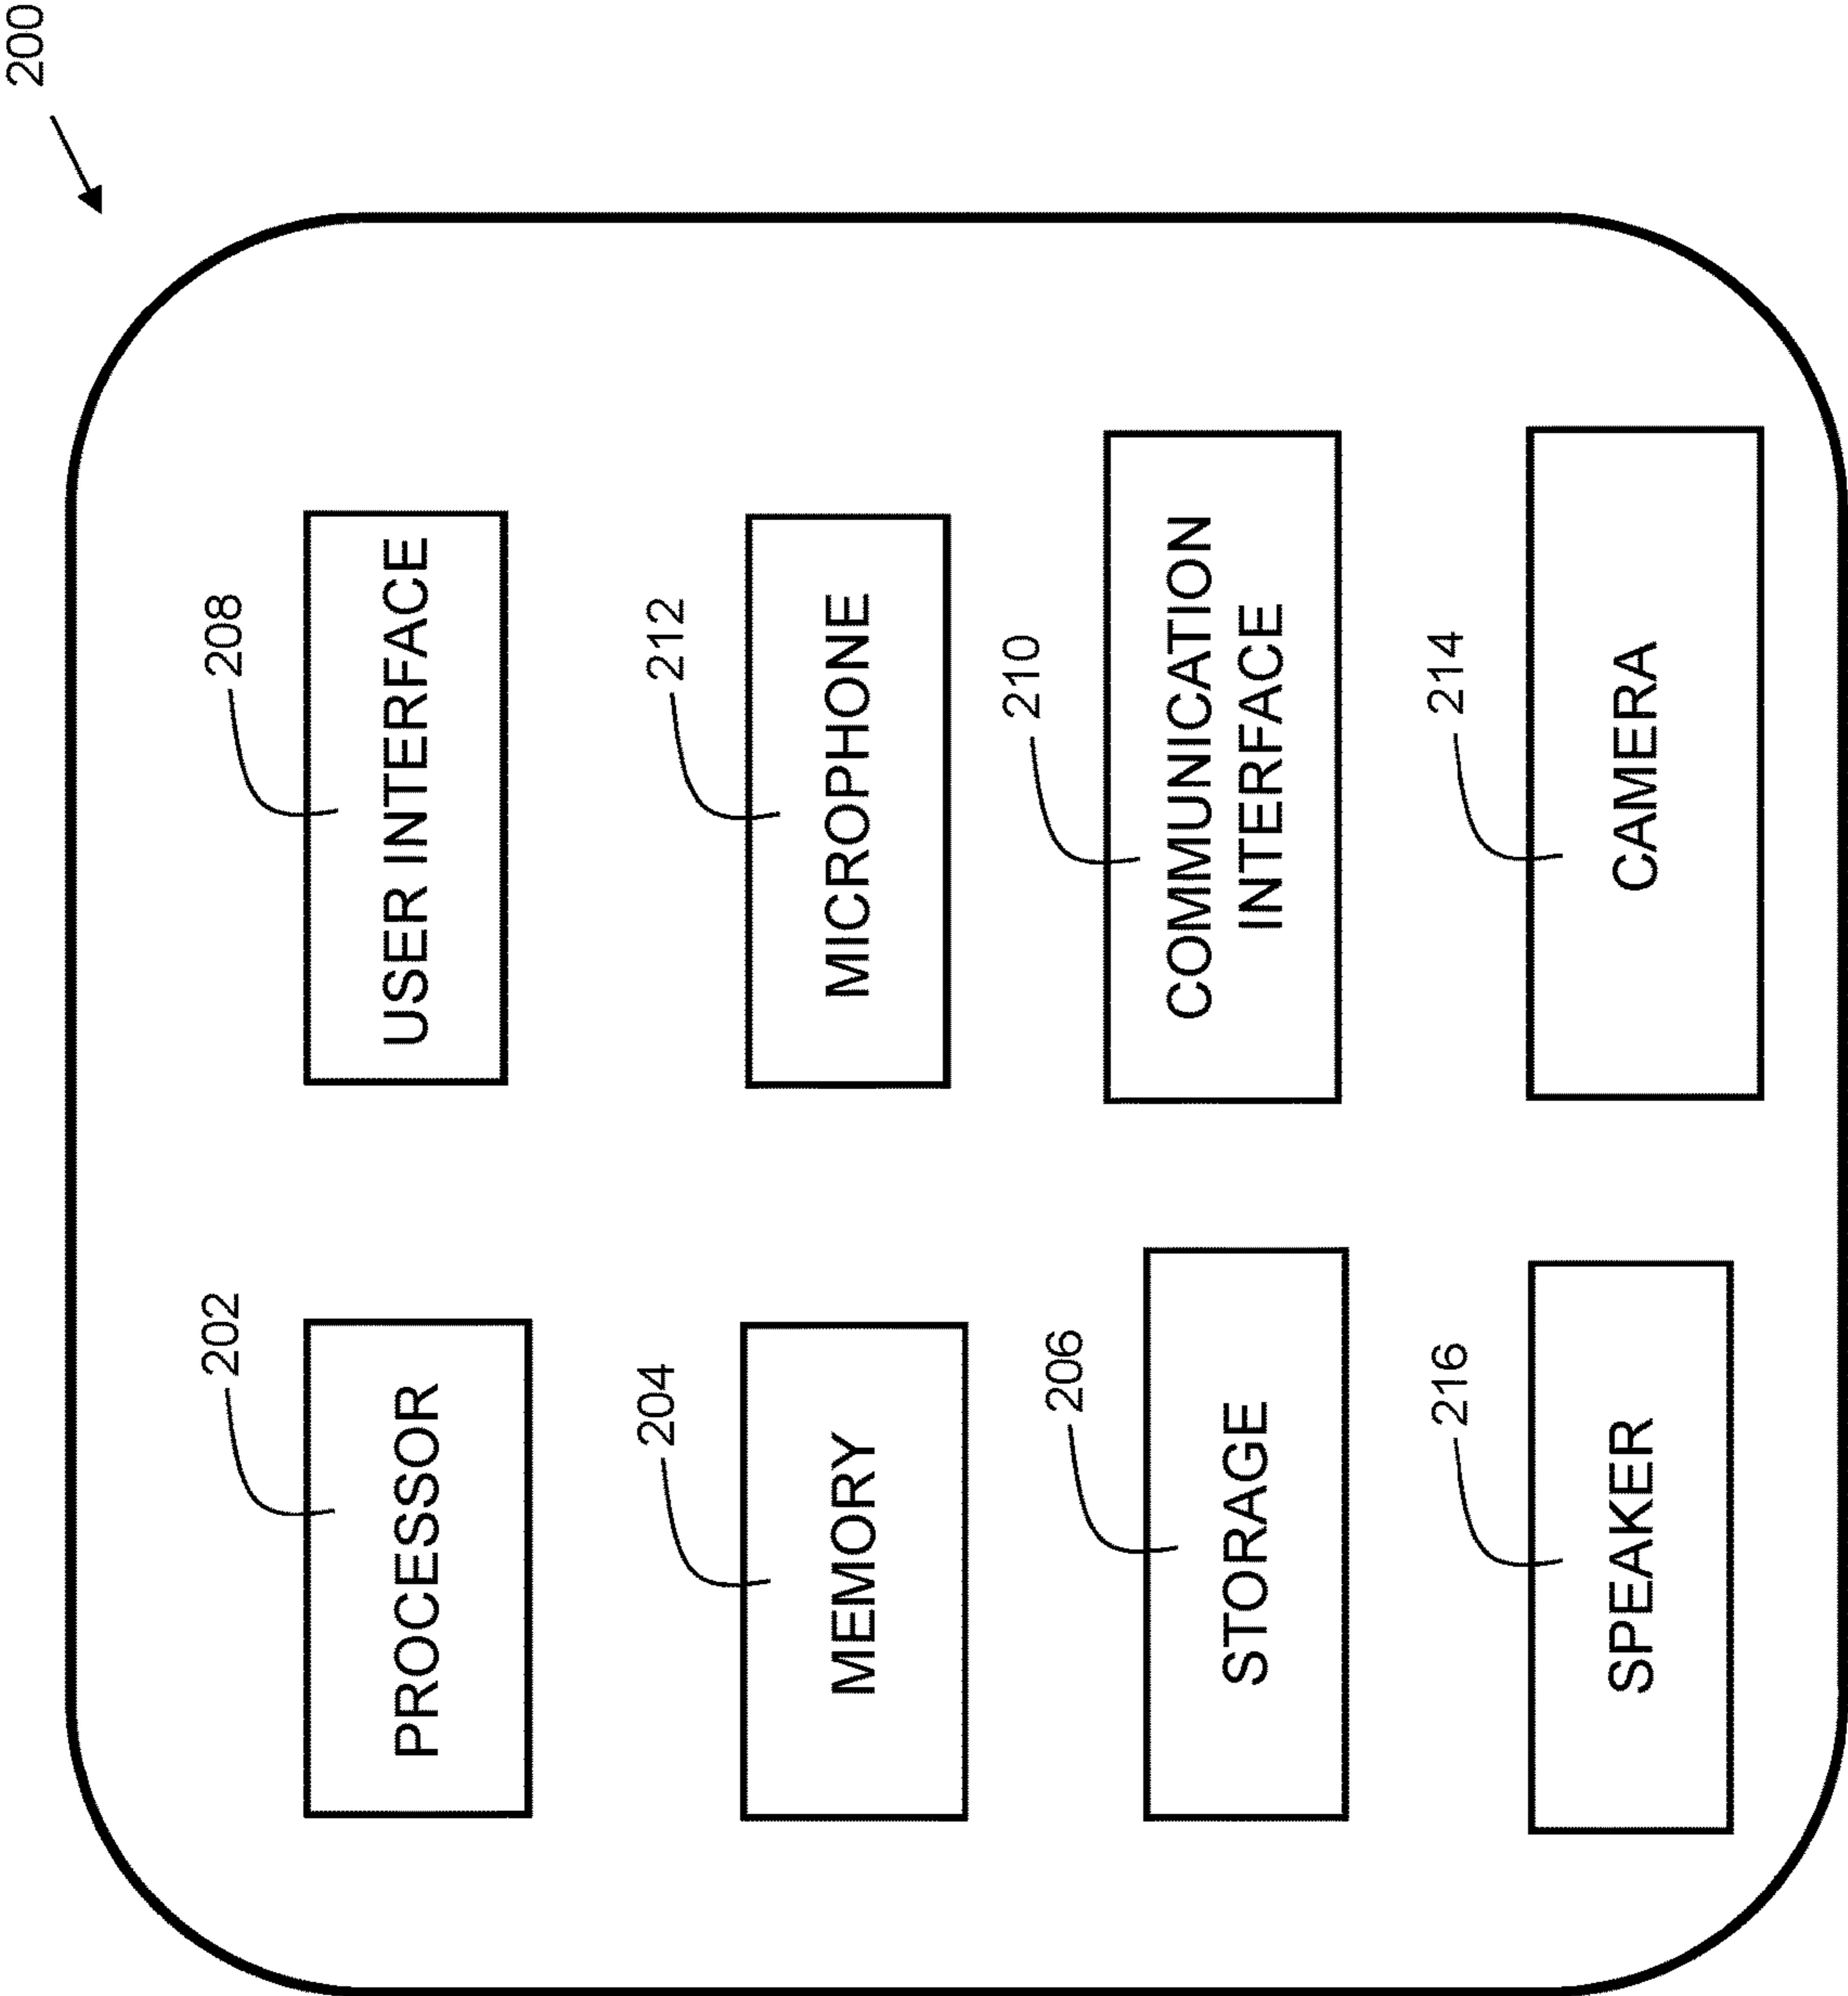 200
202
PROCESSOR
208
USER INTERFACE
204
MEMORY
212
MICROPHONE
206
STORAGE
210
COMMUNICATION
INTERFACE
216
SPEAKER
214
CAMERA